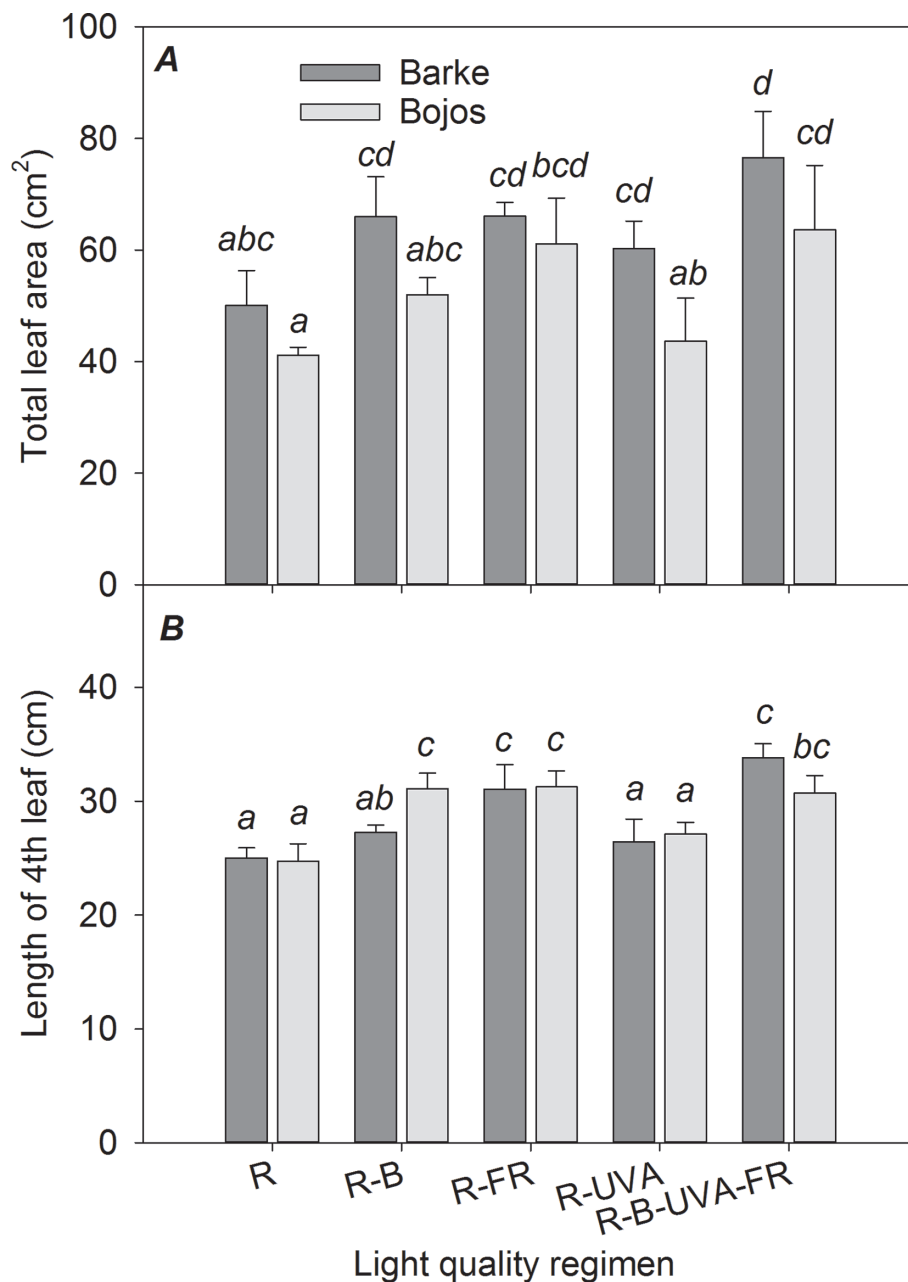 A
Barke
Bojos
Total leaf area (cm²)
100
80
60
40
20
0
abc
a
cd
abc
cd
bcd
cd
ab
d
cd
B
Length of 4th leaf (cm)
40
30
20
10
0
a
a
ab
c
c
c
a
a
c
bc
R
R-B
R-FR
R-UVA
R-B-UVA-FR
Light quality regimen